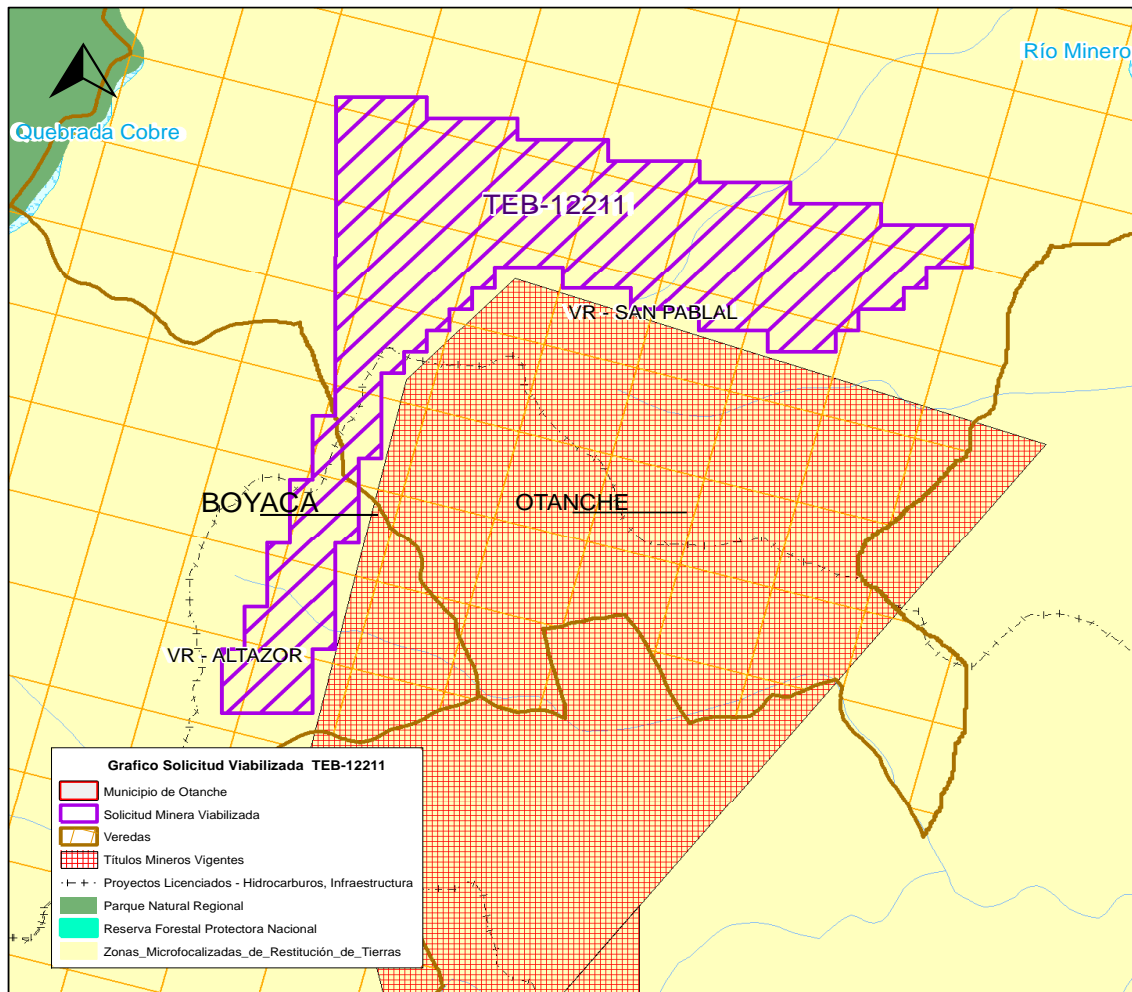 Río Minero
Quebrada Cobre
TEB-12211
VR - SAN PABLAL
BOYACA
OTANCHE
VR - ALTAZOR
Grafico Solicitud Viabilizada TEB-12211
Municipio de Otanche
Solicitud Minera Viabilizada
Veredas
Títulos Mineros Vigentes
Proyectos Licenciados - Hidrocarburos, Infraestructura
Parque Natural Regional
Reserva Forestal Protectora Nacional
Zonas_Microfocalizadas_de_Restitución_de_Tierras